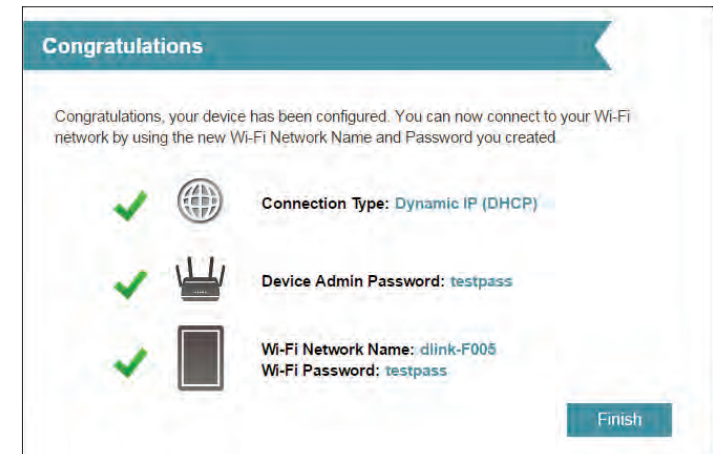 Congratulations
Congratulations, your device has been configured. You can now connect to your Wi-Fi
network by using the new Wi-Fi Network Name and Password you created.
Connection Type: Dynamic IP (DHCP)
Device Admin Password: testpass
Wi-Fi Network Name: dlink-F005
Wi-Fi Password: testpass
Finish